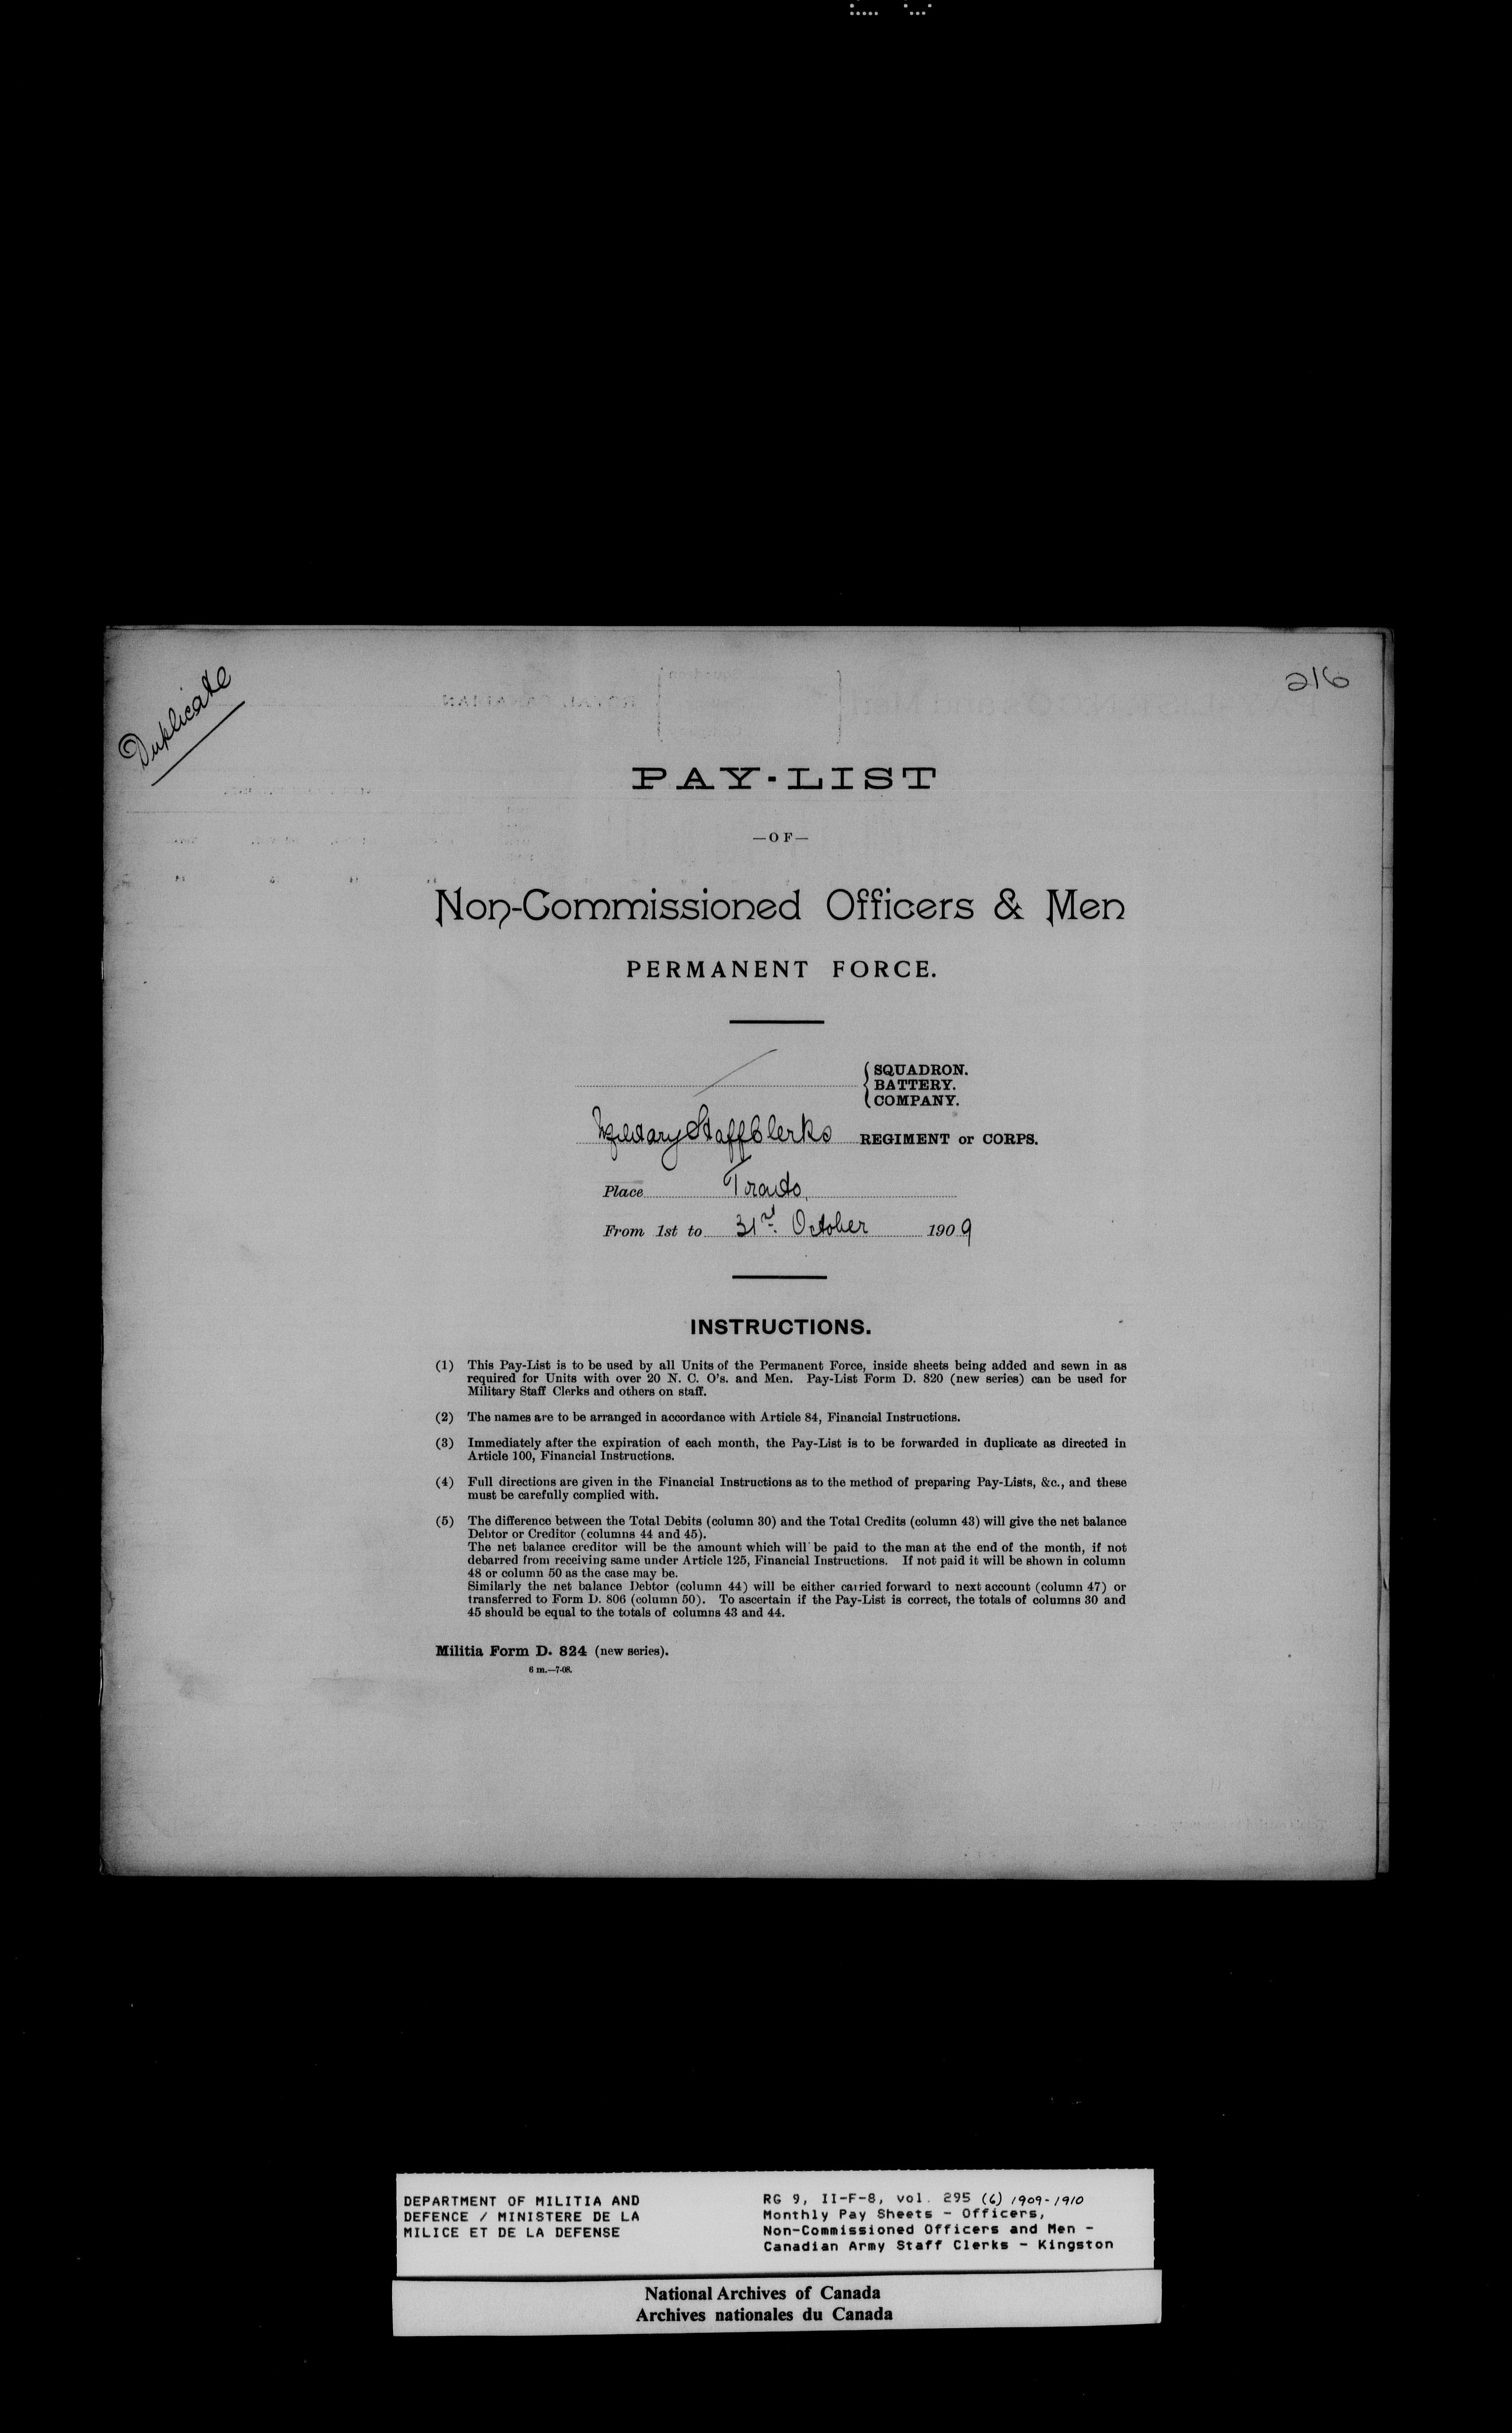 Duplicate
216
PAY-LIST
—OF—
Non-Commissioned Officers & Men
PERMANENT FORCE.
SQUADRON.
BATTERY.
COMPANY.
Military Staff Clerks REGIMENT or CORPS.
Place Toronto,
From 1st to 31st October 1909
INSTRUCTIONS.
(1) This Pay-List is to be used by all Units of the Permanent Force, inside sheets being added and sewn in as
required for Units with over 20 N. C. O's. and Men. Pay-List Form D. 820 (new series) can be used for
Military Staff Clerks and others on staff.
(2) The names are to be arranged in accordance with Article 84, Financial Instructions.
(3) Immediately after the expiration of each month, the Pay-List is to be forwarded in duplicate as directed in
Article 100, Financial Instructions.
(4) Full directions are given in the Financial Instructions as to the method of preparing Pay-Lists, &c., and these
must be carefully complied with.
(5) The difference between the Total Debits (column 30) and the Total Credits (column 43) will give the net balance
Debtor or Creditor (columns 44 and 45).
The net balance creditor will be the amount which will be paid to the man at the end of the month, if not
debarred from receiving same under Article 125, Financial Instructions. If not paid it will be shown in column
48 or column 50 as the case may be.
Similarly the net balance Debtor (column 44) will be either carried forward to next account (column 47) or
transferred to Form D. 806 (column 50). To ascertain if the Pay-List is correct, the totals of columns 30 and
45 should be equal to the totals of columns 43 and 44.
Militia Form D. 824 (new series).
6 m.—7-08.
DEPARTMENT OF MILITIA AND
DEFENCE / MINISTERE DE LA
MILICE ET DE LA DEFENSE
RG 9, II-F-8, vol. 295 (6) 1909-1910
Monthly Pay Sheets - Officers,
Non-Commissioned Officers and Men -
Canadian Army Staff Clerks - Kingston
National Archives of Canada
Archives nationales du Canada